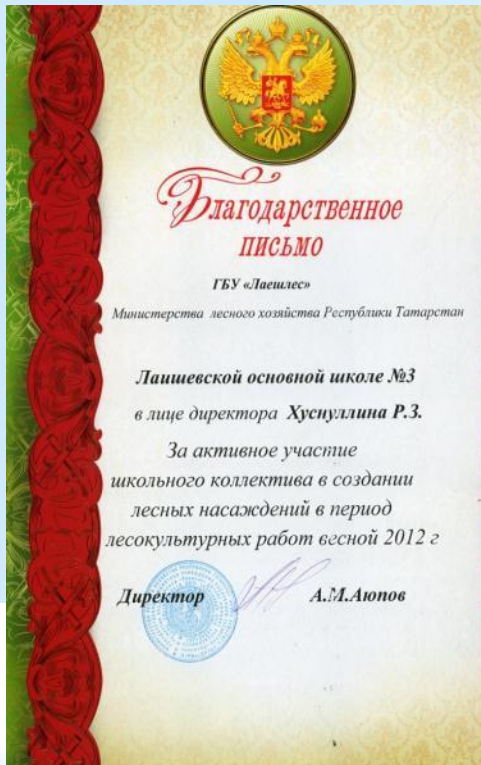 Благодарственное
письмо
ГБУ «Лаешлес»
Министерства лесного хозяйства Республики Татарстан
Лаишевской основной школе №3
в лице директора Хуснуллина Р.З.
За активное участие
школьного коллектива в создании
лесных насаждений в период
лесокультурных работ весной 2012 г
Директор А.М.Аюпов